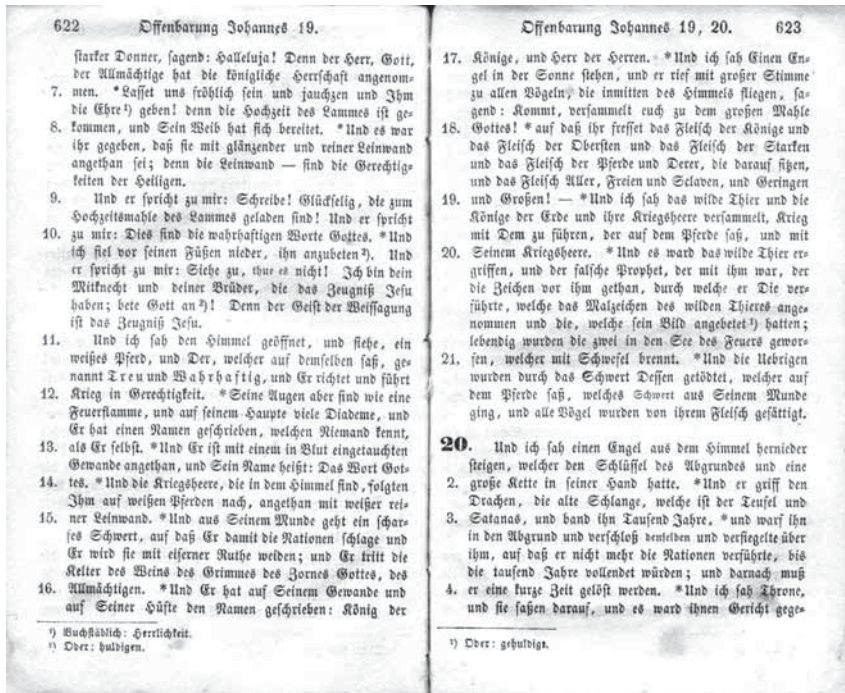 622 Offenbarung Johannes 19.
starker Donner, sagend: Halleluja! Denn der Herr, Gott,
der Allmächtige hat die königliche Herrschaft angenom-
7. men. *Lasset uns fröhlich sein und jauchzen und Ihm
die Ehre¹) geben! denn die Hochzeit des Lammes ist ge-
8. kommen, und Sein Weib hat sich bereitet. *Und es war
ihr gegeben, daß sie mit glänzender und reiner Leinwand
angethan sei; denn die Leinwand — sind die Gerechtig-
keiten der Heiligen.
9. Und er spricht zu mir: Schreibe! Glückselig, die zum
Hochzeitsmahle des Lammes geladen sind! Und er spricht
10. zu mir: Dies sind die wahrhaftigen Worte Gottes. *Und
ich fiel vor seinen Füßen nieder, ihn anzubeten²). Und
er spricht zu mir: Siehe zu, thue es nicht! Ich bin dein
Mitknecht und deiner Brüder, die das Zeugniß Jesu
haben; bete Gott an²)! Denn der Geist der Weissagung
ist das Zeugniß Jesu.
11. Und ich sah den Himmel geöffnet, und siehe, ein
weißes Pferd, und Der, welcher auf demselben saß, ge-
nannt Treu und Wahrhaftig, und Er richtet und führt
12. Krieg in Gerechtigkeit. *Seine Augen aber sind wie eine
Feuerflamme, und auf seinem Haupte viele Diademe, und
Er hat einen Namen geschrieben, welchen Niemand kennt,
13. als Er selbst. *Und Er ist mit einem in Blut eingetauchten
Gewande angethan, und Sein Name heißt: Das Wort Got-
14. tes. *Und die Kriegsheere, die in dem Himmel sind, folgten
Ihm auf weißen Pferden nach, angethan mit weißer rei-
15. ner Leinwand. *Und aus Seinem Munde geht ein schar-
fes Schwert, auf daß Er damit die Nationen schlage und
Er wird sie mit eiserner Ruthe weiden; und Er tritt die
Kelter des Weins des Grimmes des Zornes Gottes, des
16. Allmächtigen. *Und Er hat auf Seinem Gewande und
auf Seiner Hüfte den Namen geschrieben: König der
¹) Buchstäblich: Herrlichkeit.
²) Oder: huldigen.
Offenbarung Johannes 19, 20. 623
17. Könige, und Herr der Herren. *Und ich sah Einen En-
gel in der Sonne stehen, und er rief mit großer Stimme
zu allen Vögeln, die inmitten des Himmels fliegen, sa-
gend: Kommt, versammelt euch zu dem großen Mahle
18. Gottes! *auf daß ihr fresset das Fleisch der Könige und
das Fleisch der Obersten und das Fleisch der Starken
und das Fleisch der Pferde und Derer, die darauf sitzen,
und das Fleisch Aller, Freien und Sclaven, und Geringen
19. und Großen! — *Und ich sah das wilde Thier und die
Könige der Erde und ihre Kriegsheere versammelt, Krieg
mit Dem zu führen, der auf dem Pferde saß, und mit
20. Seinem Kriegsheere. *Und es ward das wilde Thier er-
griffen, und der falsche Prophet, der mit ihm war, der
die Zeichen vor ihm gethan, durch welche er Die ver-
führte, welche das Malzeichen des wilden Thieres ange-
nommen und die, welche sein Bild angebetet¹) hatten;
lebendig wurden die zwei in den See des Feuers gewor-
21. fen, welcher mit Schwefel brennt. *Und die Uebrigen
wurden durch das Schwert Dessen getödtet, welcher auf
dem Pferde saß, welches Schwert aus Seinem Munde
ging, und alle Vögel wurden von ihrem Fleisch gesättigt.
20. Und ich sah einen Engel aus dem Himmel hernieder
steigen, welcher den Schlüssel des Abgrundes und eine
2. große Kette in seiner Hand hatte. *Und er griff den
Drachen, die alte Schlange, welche ist der Teufel und
3. Satanas, und band ihn Tausend Jahre, *und warf ihn
in den Abgrund und verschloß denselben und versiegelte über
ihm, auf daß er nicht mehr die Nationen verführte, bis
die tausend Jahre vollendet würden; und darnach muß
4. er eine kurze Zeit gelöst werden. *Und ich sah Throne,
und sie saßen darauf, und es ward ihnen Gericht gege-
¹) Oder: gehuldigt.